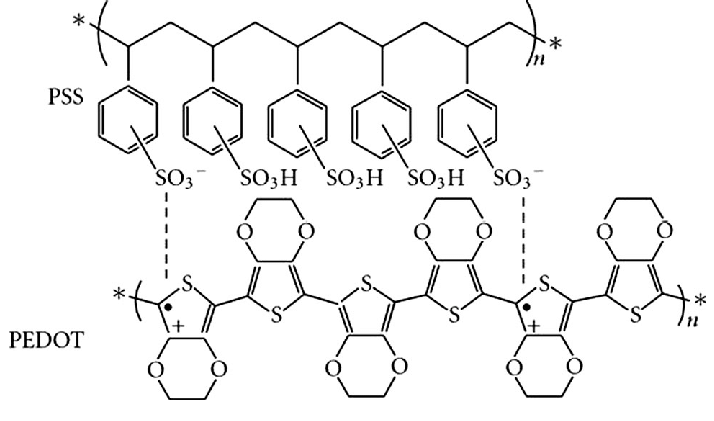 * ( ) n *
PSS
SO3− SO3H SO3H SO3H SO3−
O O O O O O
* ( S S S S S S ) n *
• + • +
PEDOT
O O O O O O